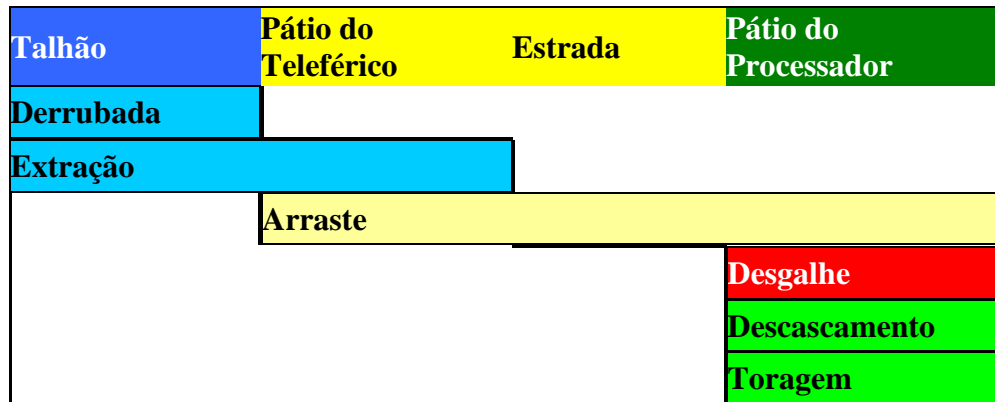 Talhão
Pátio do
Teleférico
Estrada
Pátio do
Processador
Derrubada
Extração
Arraste
Desgalhe
Descascamento
Toragem